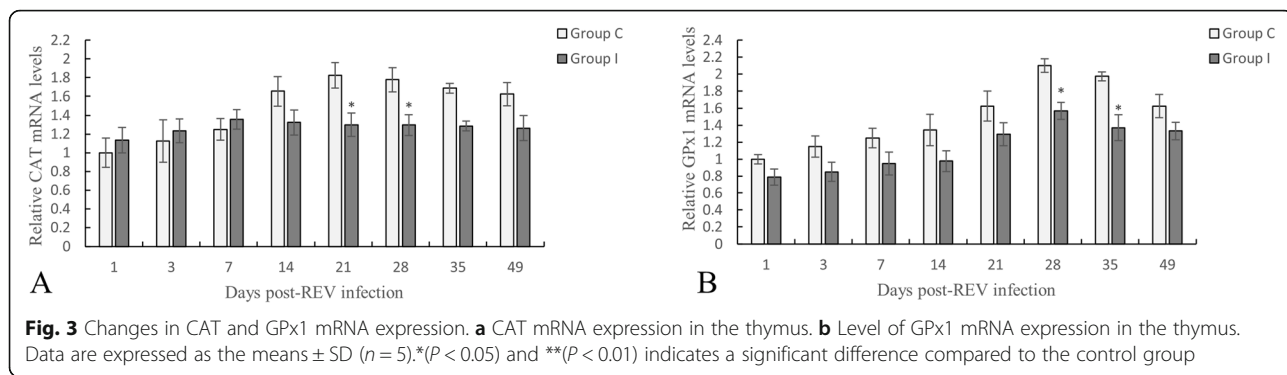 Group C
Group I
Relative CAT mRNA levels
2.2
2
1.8
1.6
1.4
1.2
1
0.8
0.6
0.4
0.2
0
* *
1 3 7 14 21 28 35 49
Days post-REV infection
A
Group C
Group I
Relative GPx1 mRNA levels
2.4
2.2
2
1.8
1.6
1.4
1.2
1
0.8
0.6
0.4
0.2
0
* *
1 3 7 14 21 28 35 49
Days post-REV infection
B
Fig. 3 Changes in CAT and GPx1 mRNA expression. a CAT mRNA expression in the thymus. b Level of GPx1 mRNA expression in the thymus.
Data are expressed as the means ± SD (n = 5).*(P < 0.05) and **(P < 0.01) indicates a significant difference compared to the control group